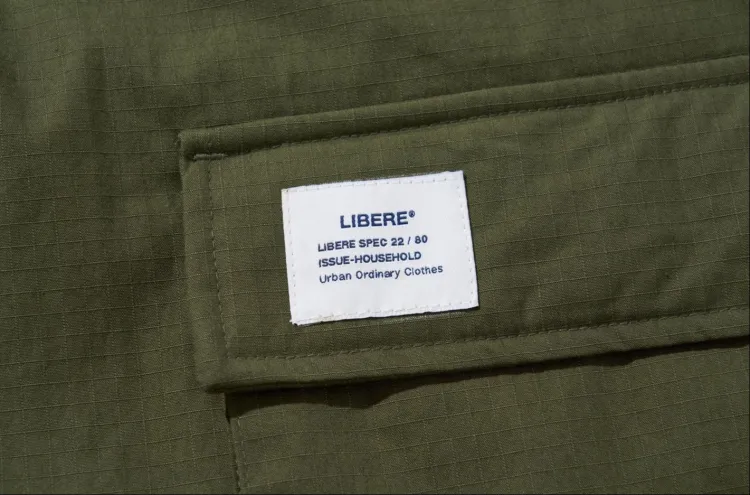 LIBERE®
LIBERE SPEC 22 / 80
ISSUE-HOUSEHOLD
Urban Ordinary Clothes